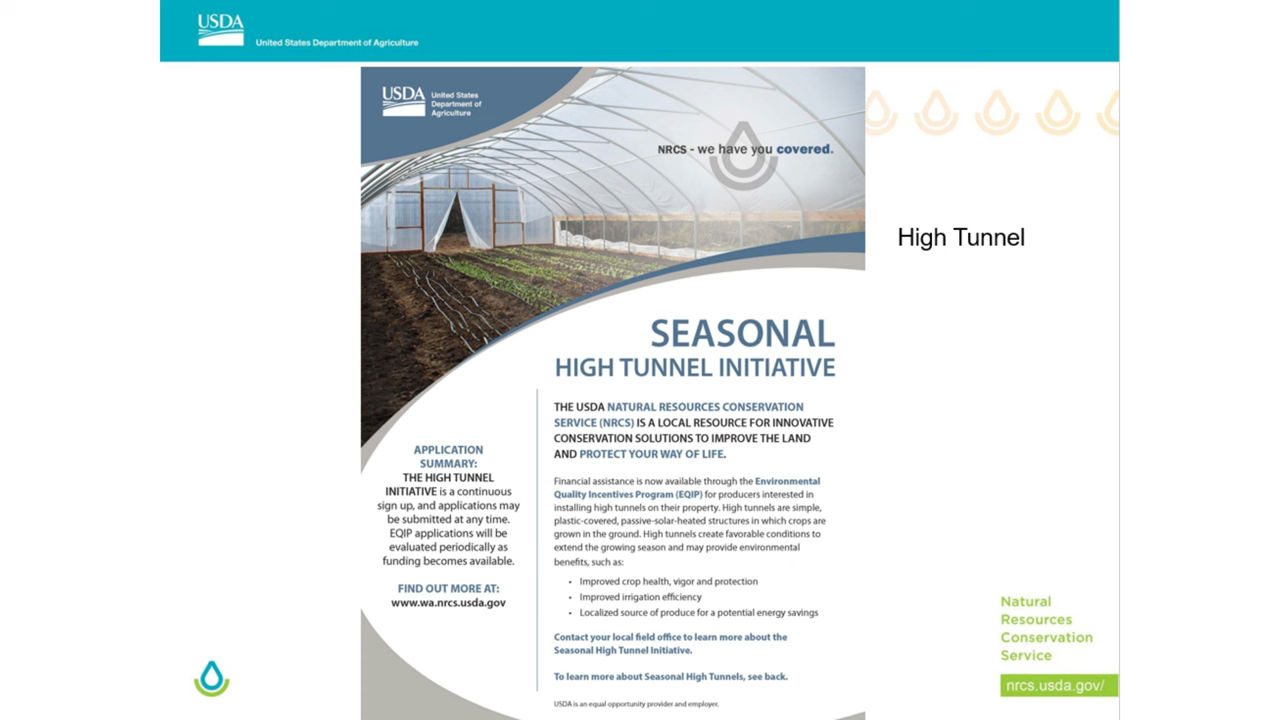 USDA
United States Department of Agriculture
USDA
United States
Department of
Agriculture
NRCS - we have you covered.
High Tunnel
SEASONAL
HIGH TUNNEL INITIATIVE
THE USDA NATURAL RESOURCES CONSERVATION
SERVICE (NRCS) IS A LOCAL RESOURCE FOR INNOVATIVE
CONSERVATION SOLUTIONS TO IMPROVE THE LAND
AND PROTECT YOUR WAY OF LIFE.
APPLICATION
SUMMARY:
THE HIGH TUNNEL
INITIATIVE is a continuous
sign up, and applications may
be submitted at any time.
EQIP applications will be
evaluated periodically as
funding becomes available.
FIND OUT MORE AT:
www.wa.nrcs.usda.gov
Financial assistance is now available through the Environmental
Quality Incentives Program (EQIP) for producers interested in
installing high tunnels on their property. High tunnels are simple,
plastic-covered, passive-solar-heated structures in which crops are
grown in the ground. High tunnels create favorable conditions to
extend the growing season and may provide environmental
benefits, such as:
• Improved crop health, vigor and protection
• Improved irrigation efficiency
• Localized source of produce for a potential energy savings
Contact your local field office to learn more about the
Seasonal High Tunnel Initiative.
To learn more about Seasonal High Tunnels, see back.
USDA is an equal opportunity provider and employer.
Natural
Resources
Conservation
Service
nrcs.usda.gov/